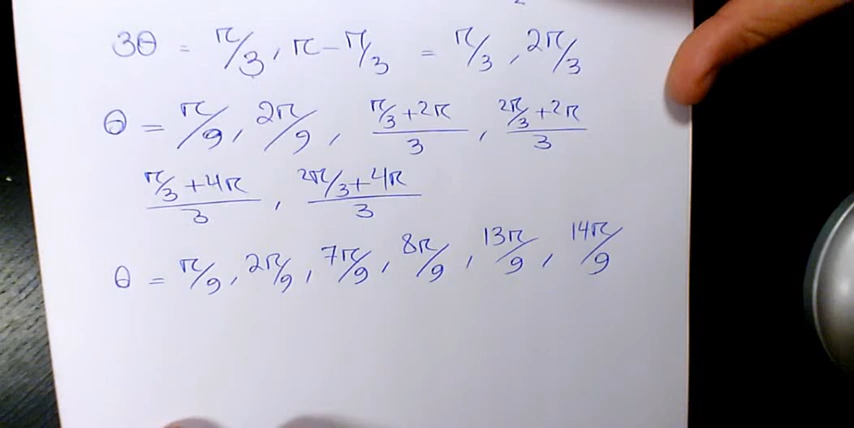 3θ = π/3, π-π/3 = π/3, 2π/3
θ = π/9, 2π/9, (π/3+2π)/3, (2π/3+2π)/3
(π/3+4π)/3, (2π/3+4π)/3
θ = π/9, 2π/9, 7π/9, 8π/9, 13π/9, 14π/9